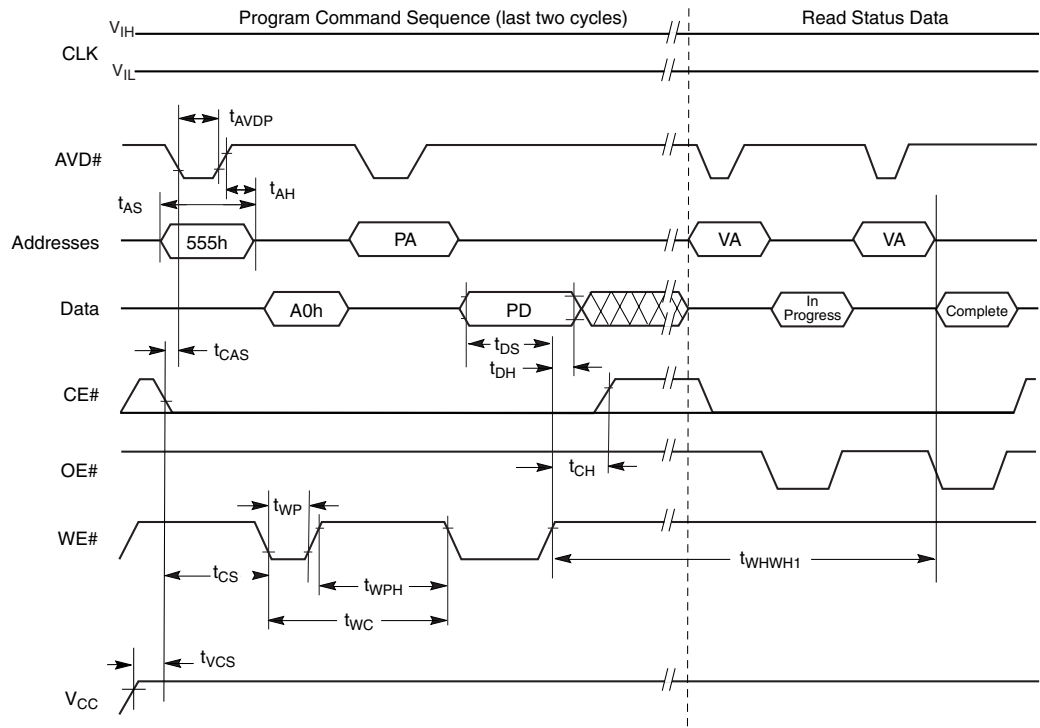 Program Command Sequence (last two cycles)
Read Status Data
VIH
CLK
VIL
tAVDP
AVD#
tAH
tAS
Addresses
555h
PA
VA
VA
Data
A0h
PD
In Progress
Complete
tCAS
tDS
tDH
CE#
OE#
tCH
tWP
WE#
tCS
tWPH
tWHWH1
tWC
tVCS
VCC